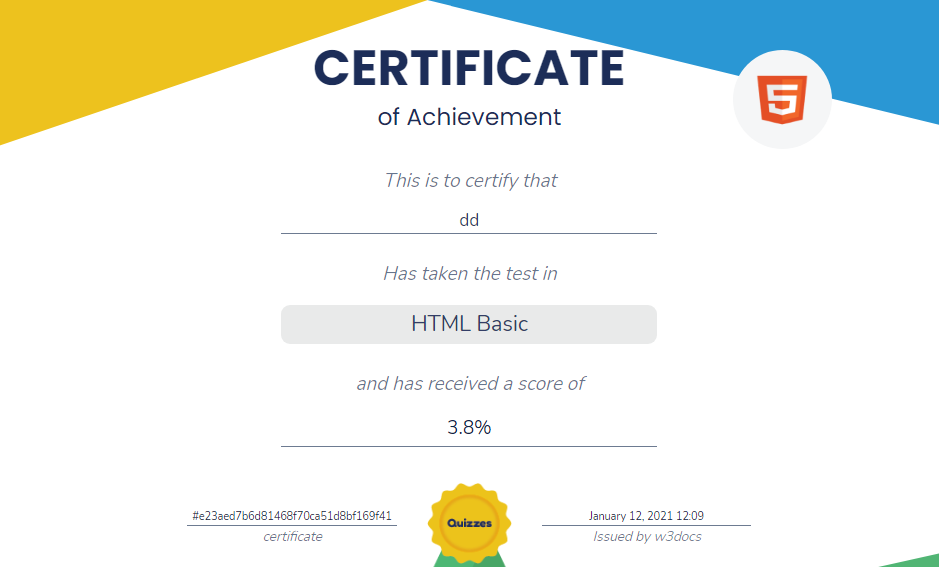 CERTIFICATE
of Achievement
This is to certify that
dd
Has taken the test in
HTML Basic
and has received a score of
3.8%
#e23aed7b6d81468f70ca51d8bf169f41
certificate
Quizzes
January 12, 2021 12:09
Issued by w3docs